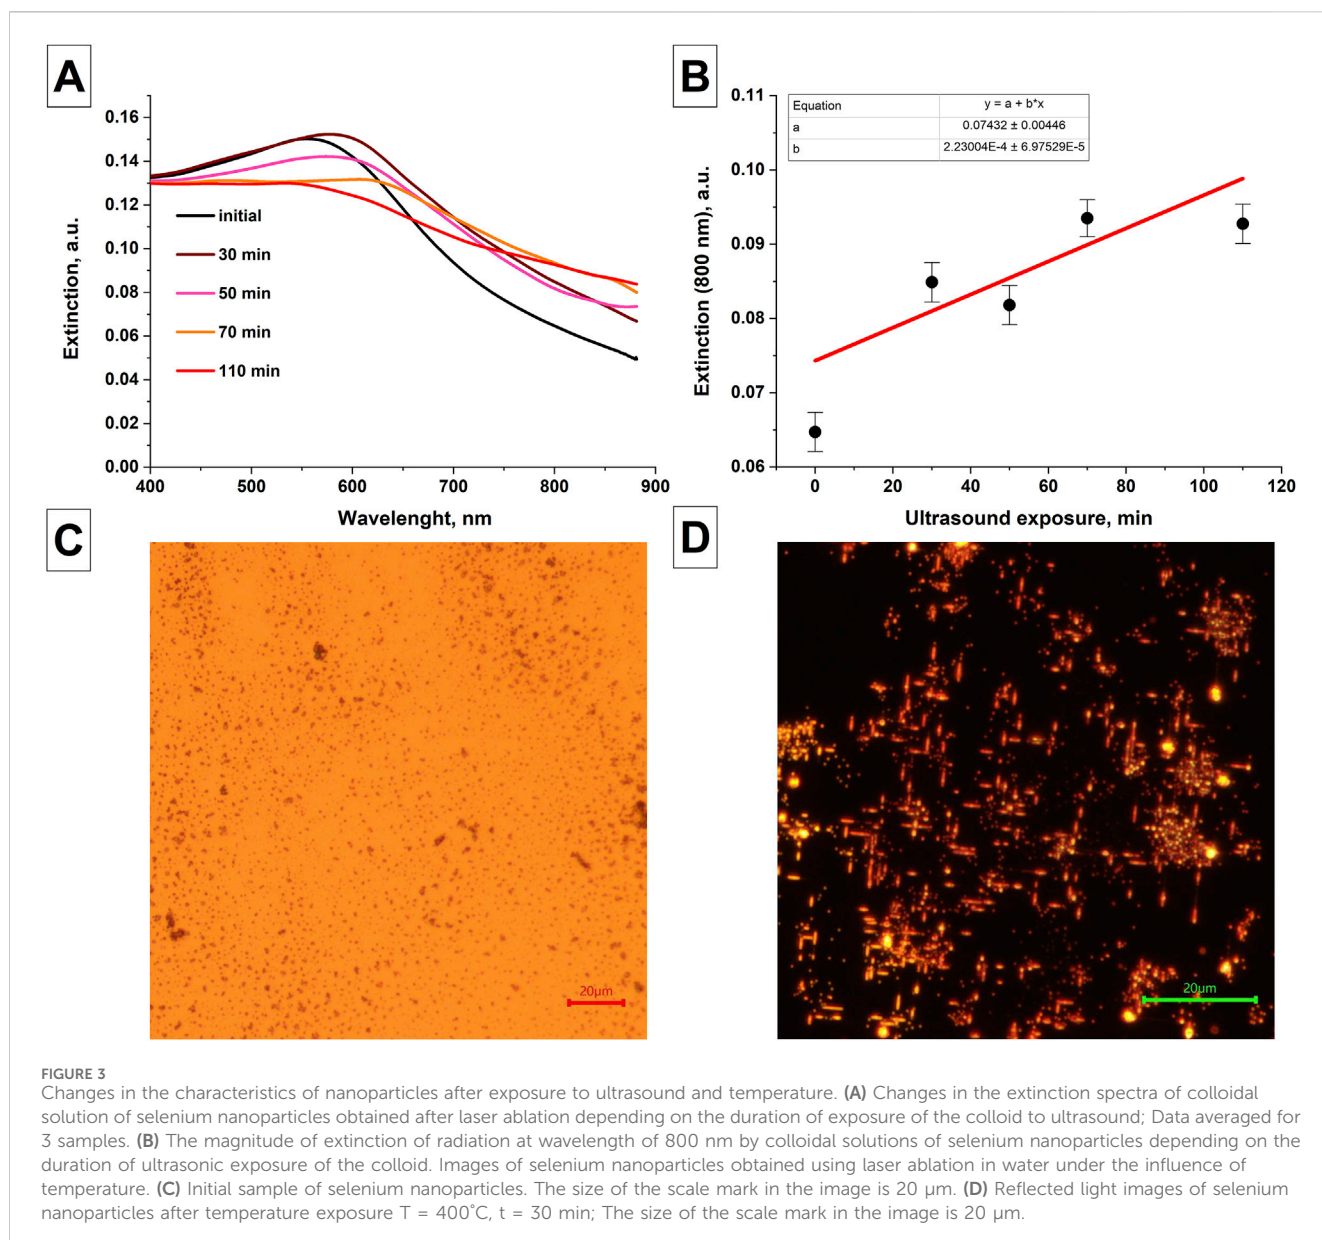 A
0.16
0.14
0.12
0.10
0.08
0.06
0.04
0.02
0.00
Extinction, a.u.
initial
30 min
50 min
70 min
110 min
400
500
600
700
800
900
Wavelenght, nm
B
0.11
0.10
0.09
0.08
0.07
0.06
Extinction (800 nm), a.u.
Equation y = a + b*x
a 0.07432 ± 0.00446
b 2.23004E-4 ± 6.97529E-5
0
20
40
60
80
100
120
Ultrasound exposure, min
C
20μm
D
20μm
FIGURE 3
Changes in the characteristics of nanoparticles after exposure to ultrasound and temperature. (A) Changes in the extinction spectra of colloidal
solution of selenium nanoparticles obtained after laser ablation depending on the duration of exposure of the colloid to ultrasound; Data averaged for
3 samples. (B) The magnitude of extinction of radiation at wavelength of 800 nm by colloidal solutions of selenium nanoparticles depending on the
duration of ultrasonic exposure of the colloid. Images of selenium nanoparticles obtained using laser ablation in water under the influence of
temperature. (C) Initial sample of selenium nanoparticles. The size of the scale mark in the image is 20 μm. (D) Reflected light images of selenium
nanoparticles after temperature exposure T = 400°C, t = 30 min; The size of the scale mark in the image is 20 μm.